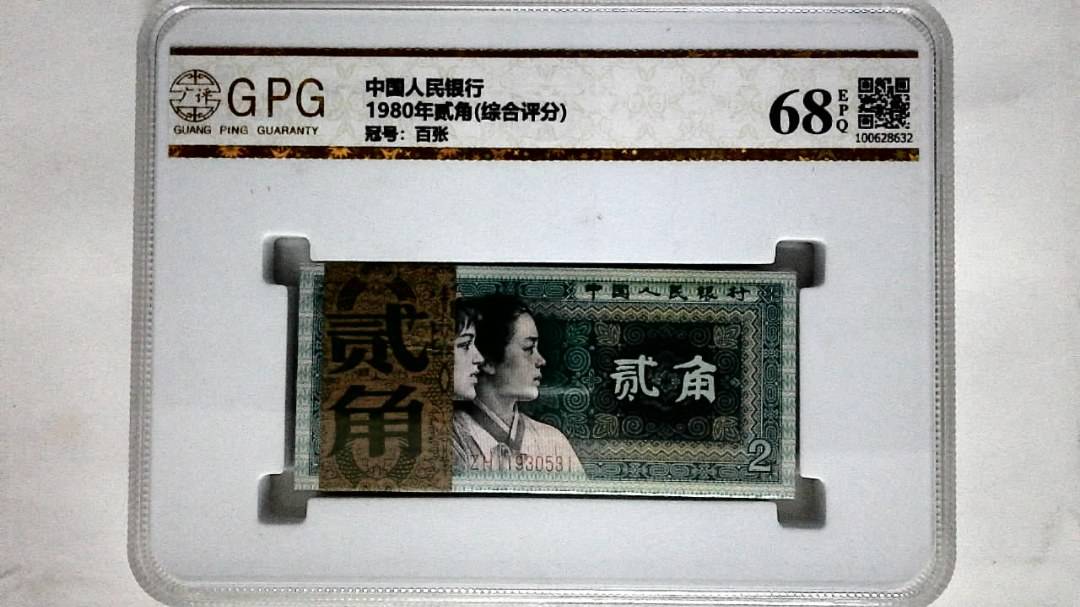 广评
GPG
GUANG PING GUARANTY
中国人民银行
1980年贰角(综合评分)
冠号：百张
68
EPQ
100628632
贰角
中国人民银行
贰角
2